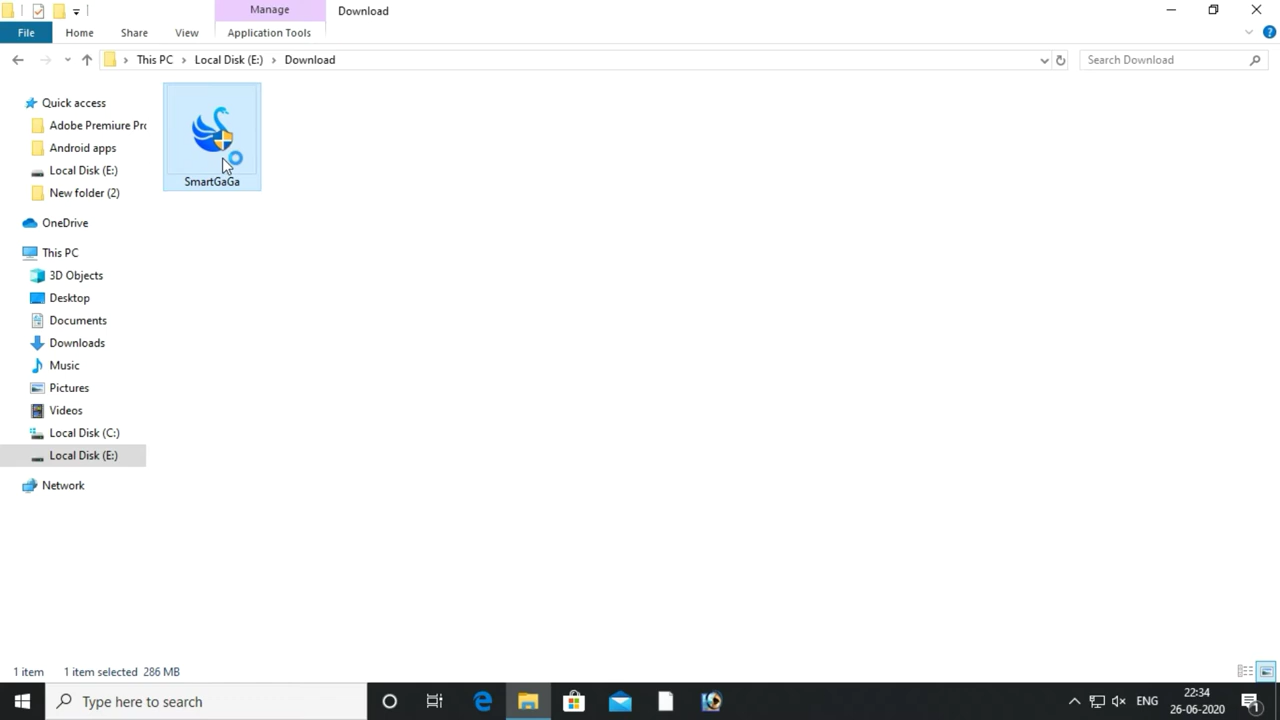 Manage
Download
File
Home
Share
View
Application Tools
This PC
Local Disk (E:)
Download
Search Download
Quick access
Adobe Premiure Prc
Android apps
Local Disk (E:)
New folder (2)
OneDrive
This PC
3D Objects
Desktop
Documents
Downloads
Music
Pictures
Videos
Local Disk (C:)
Local Disk (E:)
Network
SmartGaGa
1 item
1 item selected 286 MB
Type here to search
ENG
22:34
26-06-2020
1